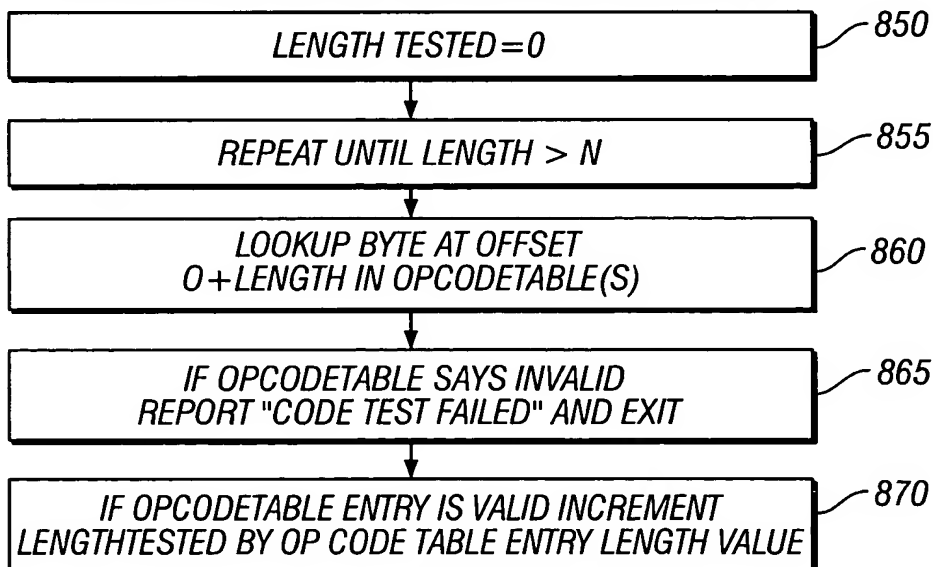 LENGTH TESTED=0
850
REPEAT UNTIL LENGTH > N
855
LOOKUP BYTE AT OFFSET
O+LENGTH IN OPCODETABLE(S)
860
IF OPCODETABLE SAYS INVALID
REPORT "CODE TEST FAILED" AND EXIT
865
IF OPCODETABLE ENTRY IS VALID INCREMENT
LENGTHTESTED BY OP CODE TABLE ENTRY LENGTH VALUE
870